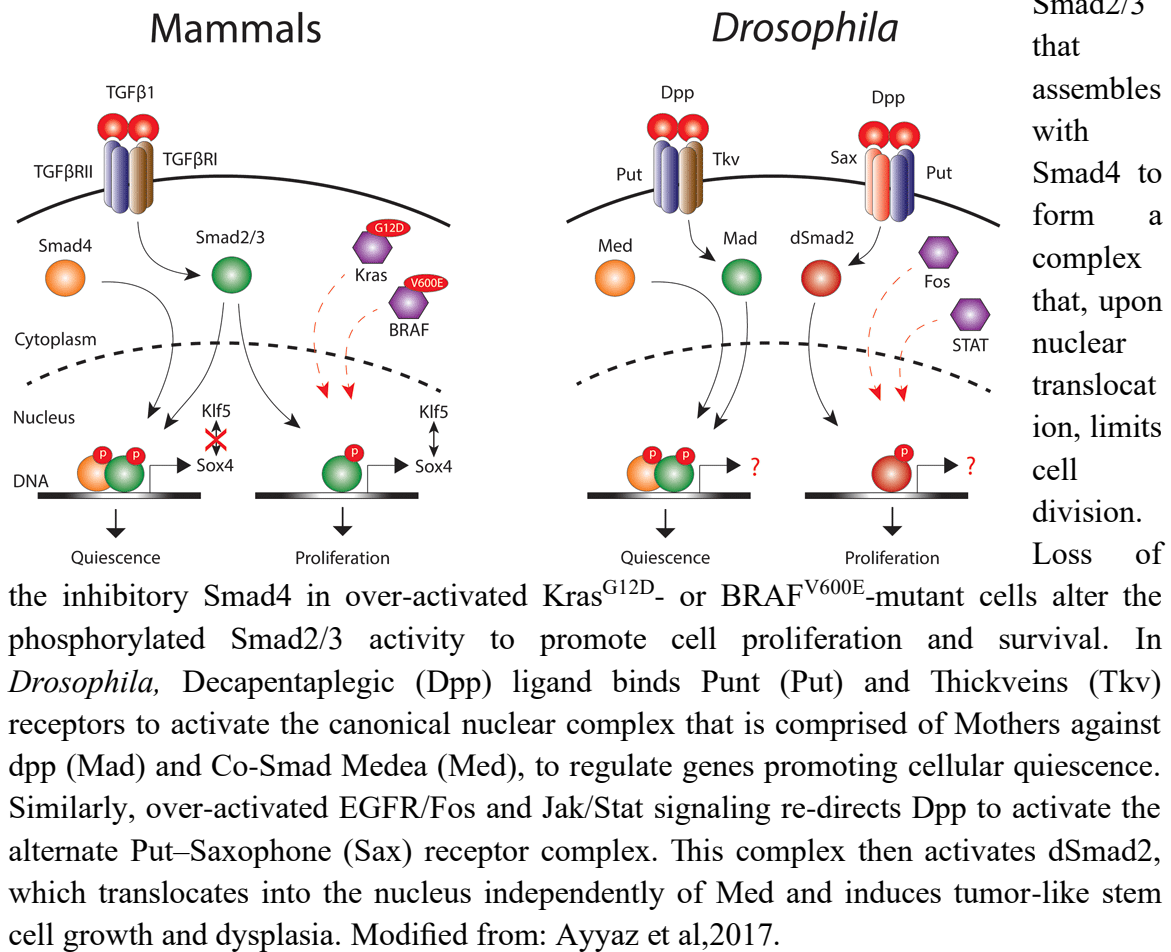 Mammals
Drosophila
TGFβ1
TGFβRII
TGFβRI
Smad4
Smad2/3
G12D
Kras
V600E
BRAF
Cytoplasm
Nucleus
Klf5
Klf5
P
P
P
Sox4
Sox4
DNA
Quiescence
Proliferation
Dpp
Dpp
Put
Tkv
Sax
Put
Med
Mad
dSmad2
Fos
STAT
P
P
?
P
?
Quiescence
Proliferation
Smad2/3
that
assembles
with
Smad4 to
form a
complex
that, upon
nuclear
translocat
ion, limits
cell
division.
Loss of
the inhibitory Smad4 in over-activated KrasG12D- or BRAFV600E-mutant cells alter the
phosphorylated Smad2/3 activity to promote cell proliferation and survival. In
Drosophila, Decapentaplegic (Dpp) ligand binds Punt (Put) and Thickveins (Tkv)
receptors to activate the canonical nuclear complex that is comprised of Mothers against
dpp (Mad) and Co-Smad Medea (Med), to regulate genes promoting cellular quiescence.
Similarly, over-activated EGFR/Fos and Jak/Stat signaling re-directs Dpp to activate the
alternate Put–Saxophone (Sax) receptor complex. This complex then activates dSmad2,
which translocates into the nucleus independently of Med and induces tumor-like stem
cell growth and dysplasia. Modified from: Ayyaz et al,2017.